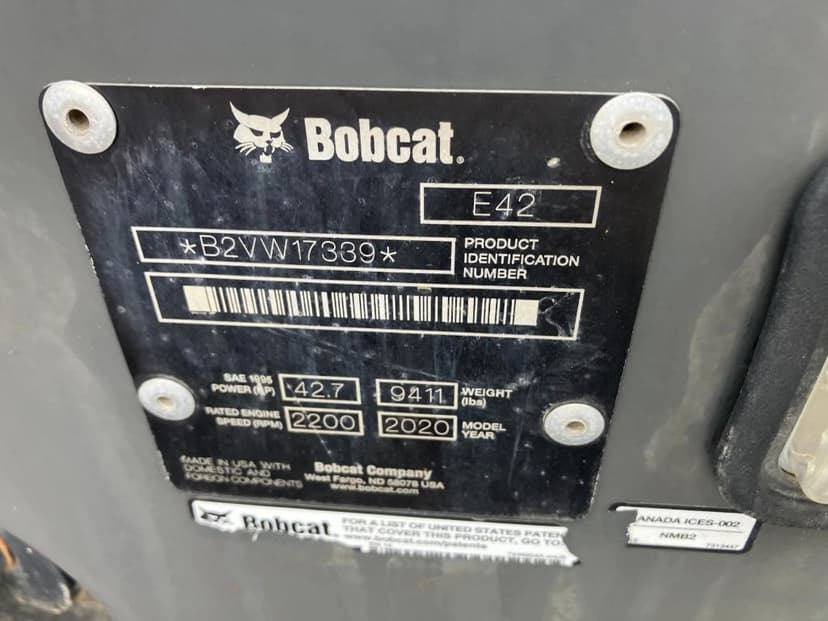 Bobcat.
E42
*B2VW17339*
PRODUCT
IDENTIFICATION
NUMBER
SAE 1995
POWER (HP) 42.7
9411 WEIGHT
(lbs)
RATED ENGINE
SPEED (RPM) 2200
2020 MODEL
YEAR
MADE IN USA WITH
DOMESTIC AND
FOREIGN COMPONENTS
Bobcat Company
West Fargo, ND 58078 USA
www.bobcat.com
Bobcat.
FOR A LIST OF UNITED STATES PATEN
THAT COVER THIS PRODUCT, GO TO
www.bobcat.com/patents
ANADA ICES-002
NMB2